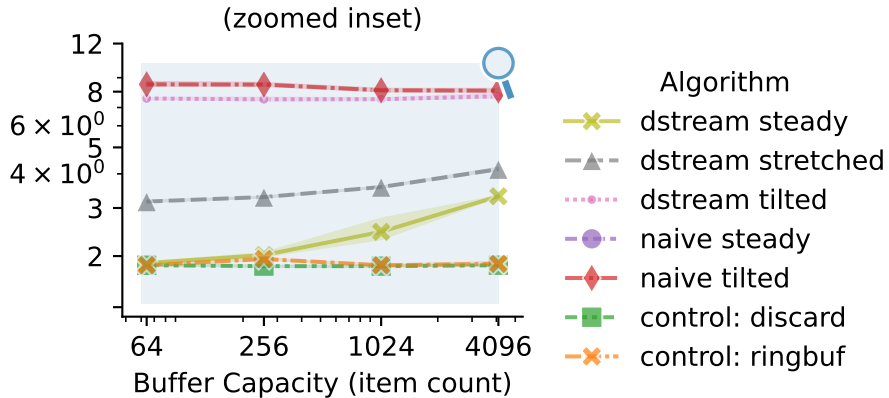 (zoomed inset)
12
8
6 × 10⁰
5
4 × 10⁰
3
2
64 256 1024 4096
Buffer Capacity (item count)
Algorithm
dstream steady
dstream stretched
dstream tilted
naive steady
naive tilted
control: discard
control: ringbuf